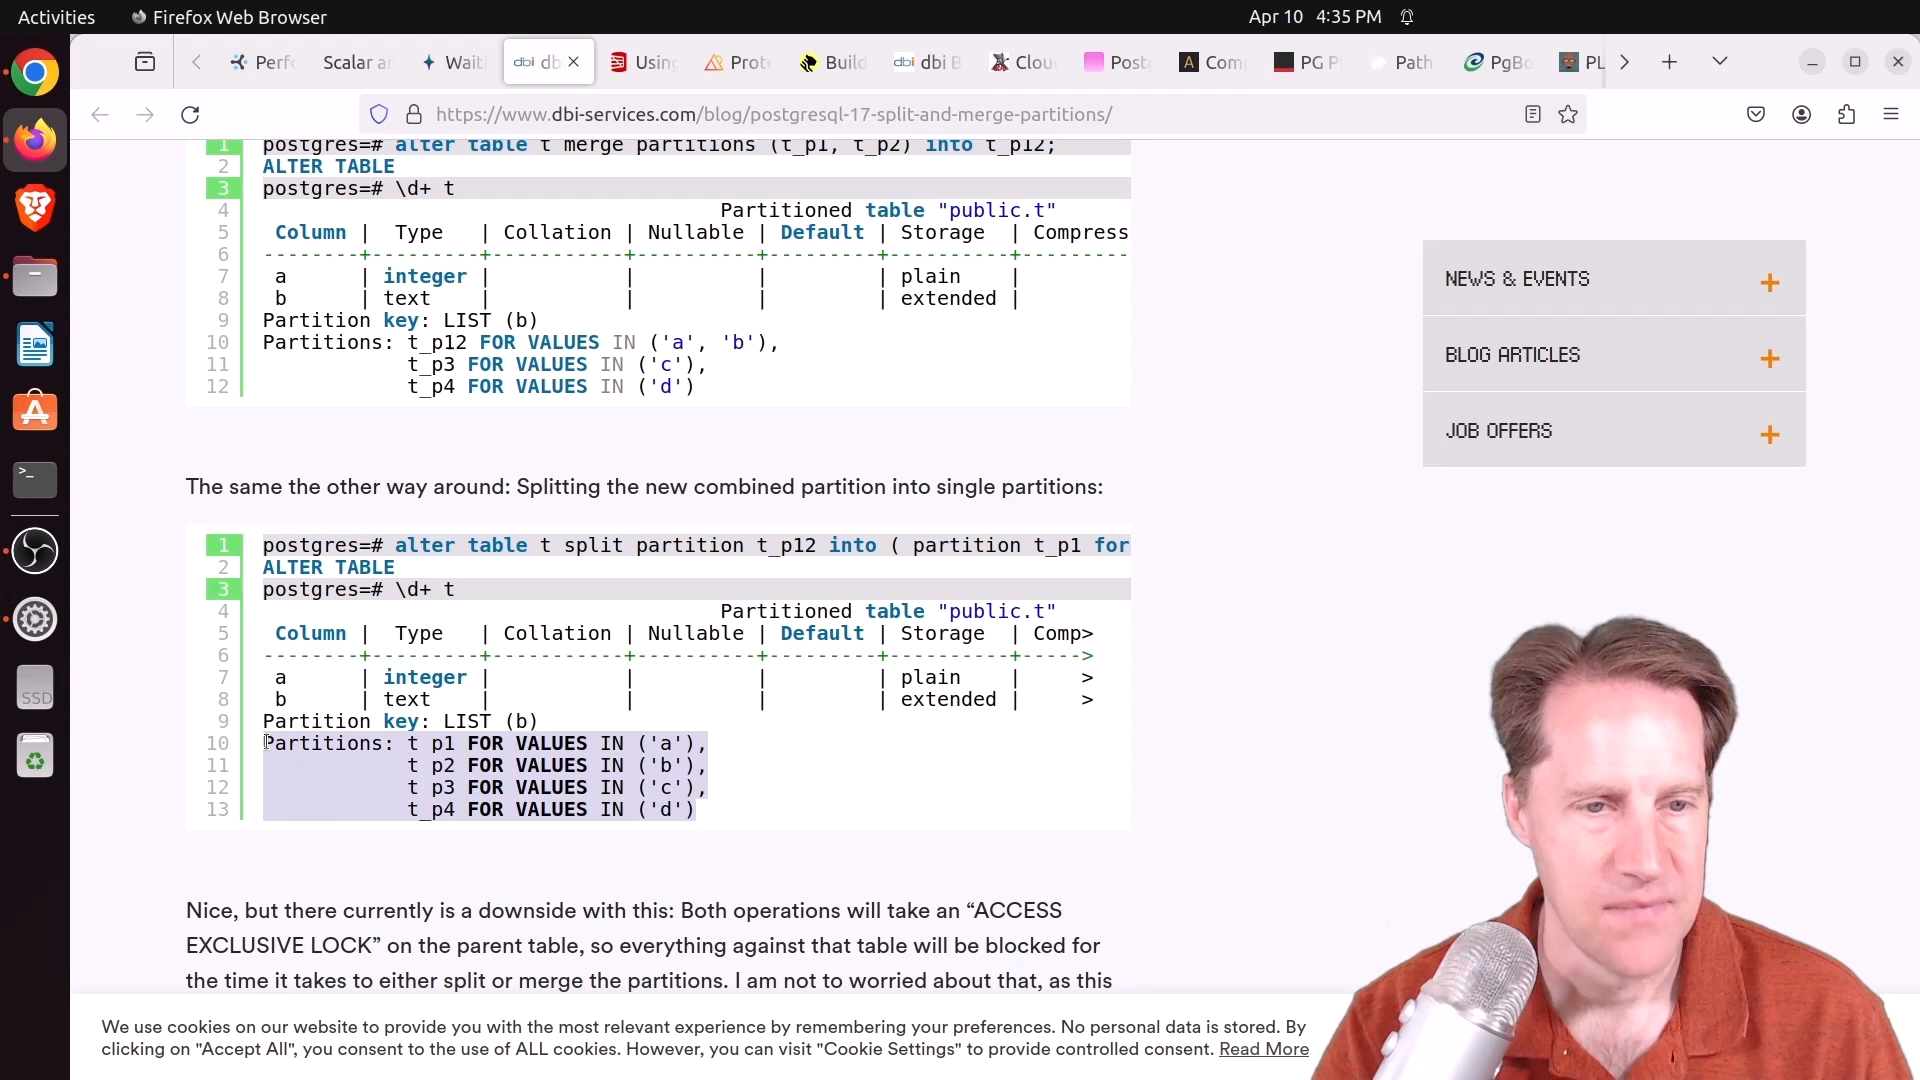 Activities
Firefox Web Browser
Apr 10 4:35 PM
Perfo
Scalar an
Wait
dbi db
Using
Prote
Build
dbi B
Clou
Postg
Com
PG P
Path
PgBo
PL
https://www.dbi-services.com/blog/postgresql-17-split-and-merge-partitions/
1 postgres=# alter table t merge partitions (t_p1, t_p2) into t_p12;
2 ALTER TABLE
3 postgres=# \d+ t
4 Partitioned table "public.t"
5 Column | Type | Collation | Nullable | Default | Storage | Compress
6 --------+---------+-----------+----------+---------+----------+--------
7 a | integer | | | | plain |
8 b | text | | | | extended |
9 Partition key: LIST (b)
10 Partitions: t_p12 FOR VALUES IN ('a', 'b'),
11 t_p3 FOR VALUES IN ('c'),
12 t_p4 FOR VALUES IN ('d')
The same the other way around: Splitting the new combined partition into single partitions:
1 postgres=# alter table t split partition t_p12 into ( partition t_p1 for
2 ALTER TABLE
3 postgres=# \d+ t
4 Partitioned table "public.t"
5 Column | Type | Collation | Nullable | Default | Storage | Comp>
6 --------+---------+-----------+----------+---------+----------+----->
7 a | integer | | | | plain | >
8 b | text | | | | extended | >
9 Partition key: LIST (b)
10 Partitions: t_p1 FOR VALUES IN ('a'),
11 t_p2 FOR VALUES IN ('b'),
12 t_p3 FOR VALUES IN ('c'),
13 t_p4 FOR VALUES IN ('d')
Nice, but there currently is a downside with this: Both operations will take an “ACCESS
EXCLUSIVE LOCK” on the parent table, so everything against that table will be blocked for
the time it takes to either split or merge the partitions. I am not to worried about that, as this
NEWS & EVENTS +
BLOG ARTICLES +
JOB OFFERS +
We use cookies on our website to provide you with the most relevant experience by remembering your preferences. No personal data is stored. By
clicking on "Accept All", you consent to the use of ALL cookies. However, you can visit "Cookie Settings" to provide controlled consent. Read More
SSD